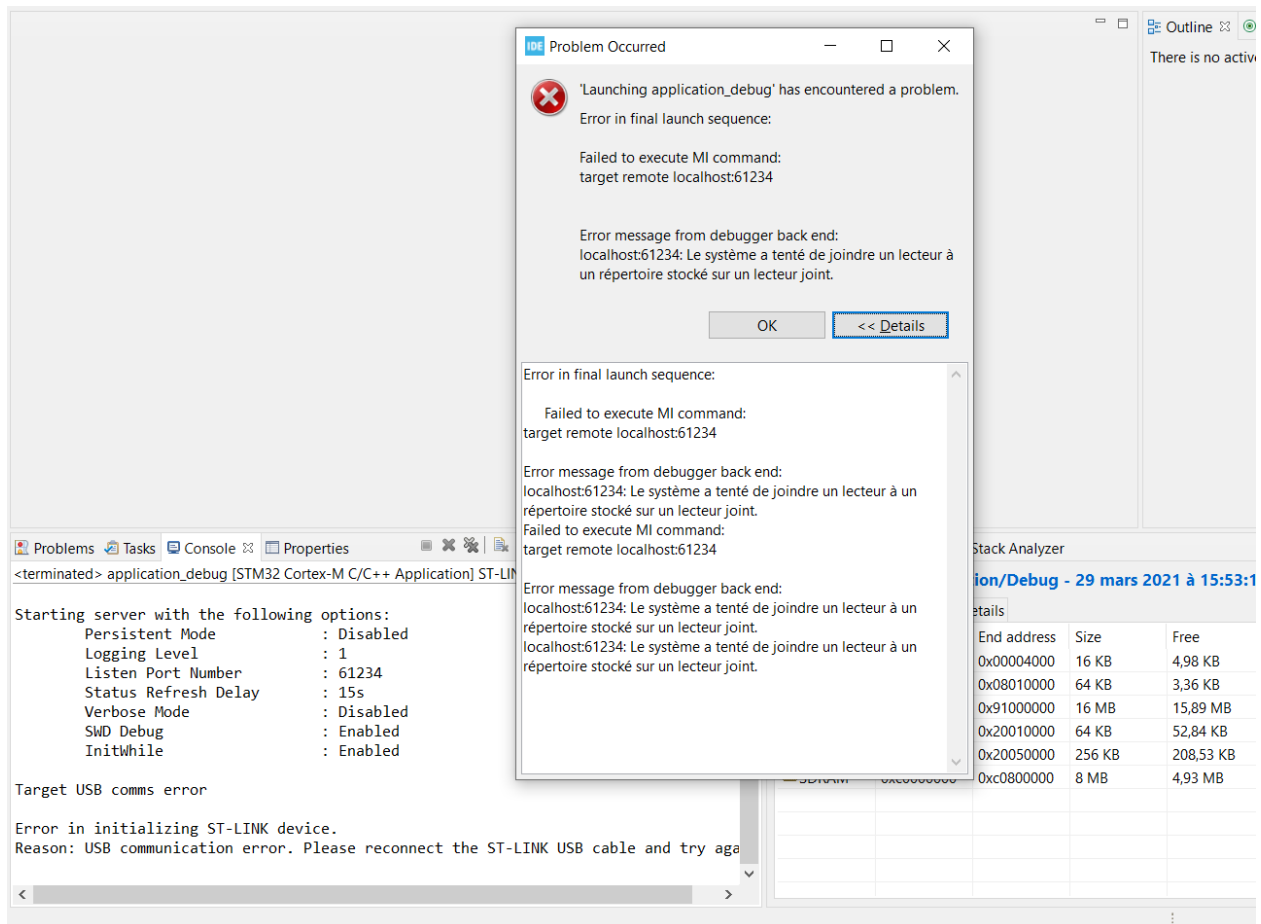 Outline
There is no activ
IDE Problem Occurred
'Launching application_debug' has encountered a problem.
Error in final launch sequence:
Failed to execute MI command:
target remote localhost:61234
Error message from debugger back end:
localhost:61234: Le système a tenté de joindre un lecteur à
un répertoire stocké sur un lecteur joint.
OK
<< Details
Error in final launch sequence:
Failed to execute MI command:
target remote localhost:61234
Error message from debugger back end:
localhost:61234: Le système a tenté de joindre un lecteur à un
répertoire stocké sur un lecteur joint.
Failed to execute MI command:
target remote localhost:61234
Error message from debugger back end:
localhost:61234: Le système a tenté de joindre un lecteur à un
répertoire stocké sur un lecteur joint.
localhost:61234: Le système a tenté de joindre un lecteur à un
répertoire stocké sur un lecteur joint.
Problems Tasks Console Properties
<terminated> application_debug [STM32 Cortex-M C/C++ Application] ST-LIN
Starting server with the following options:
Persistent Mode : Disabled
Logging Level : 1
Listen Port Number : 61234
Status Refresh Delay : 15s
Verbose Mode : Disabled
SWD Debug : Enabled
InitWhile : Enabled
Target USB comms error
Error in initializing ST-LINK device.
Reason: USB communication error. Please reconnect the ST-LINK USB cable and try aga
Stack Analyzer
ion/Debug - 29 mars 2021 à 15:53:1
etails
End address Size Free
0x00004000 16 KB 4,98 KB
0x08010000 64 KB 3,36 KB
0x91000000 16 MB 15,89 MB
0x20010000 64 KB 52,84 KB
0x20050000 256 KB 208,53 KB
SDRAM 0xc0000000 0xc0800000 8 MB 4,93 MB